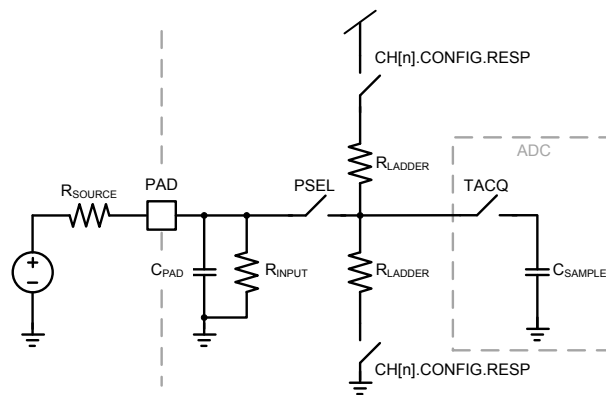 CH[n].CONFIG.RESP
ADC
RLADDER
PAD
PSEL
TACQ
RSOURCE
+
−
CPAD
RINPUT
RLADDER
CSAMPLE
CH[n].CONFIG.RESP